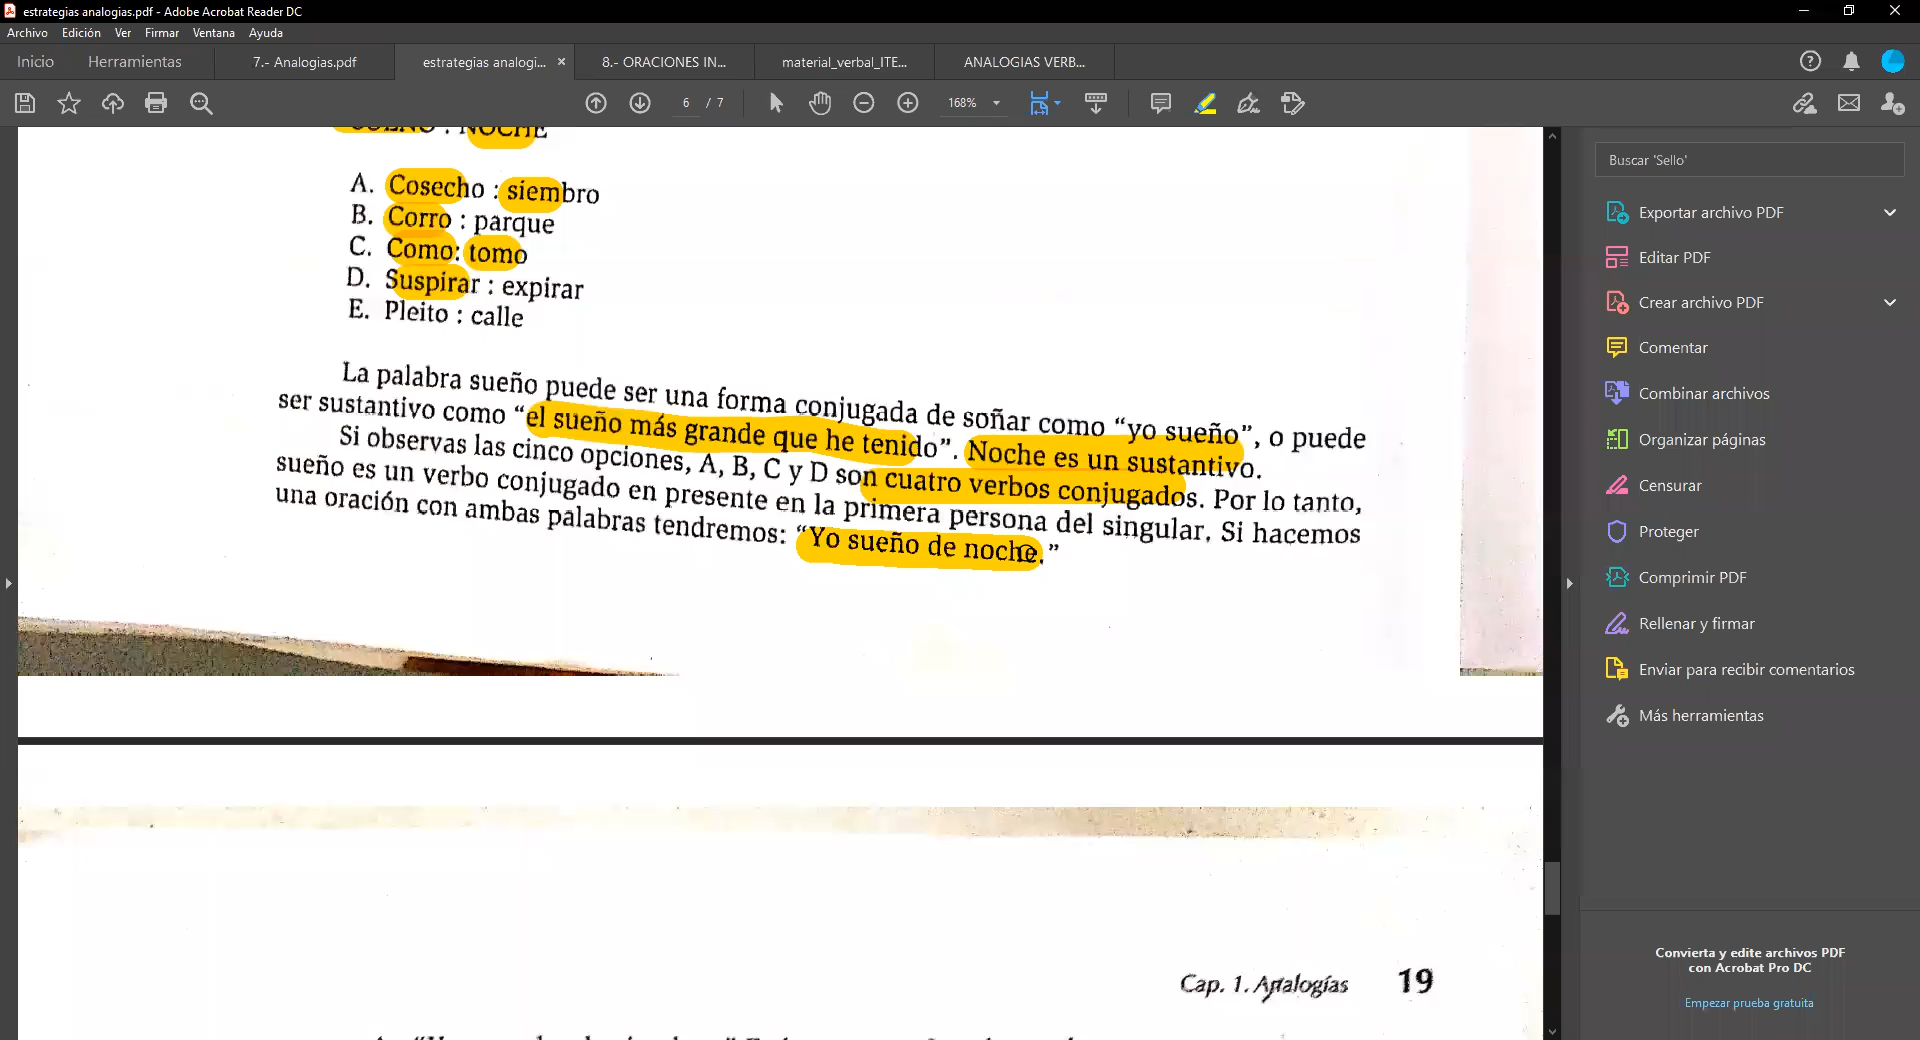 estrategias analogias.pdf - Adobe Acrobat Reader DC
Archivo Edición Ver Firmar Ventana Ayuda
Inicio Herramientas 7.- Analogias.pdf estrategias analogi... × 8.- ORACIONES IN... material_verbal_ITE... ANALOGIAS VERB...
6 / 7 168%
: NOCHE
A. Cosecho : siembro
B. Corro : parque
C. Como: tomo
D. Suspirar : expirar
E. Pleito : calle
La palabra sueño puede ser una forma conjugada de soñar como “yo sueño”, o puede
ser sustantivo como “el sueño más grande que he tenido”. Noche es un sustantivo.
Si observas las cinco opciones, A, B, C y D son cuatro verbos conjugados. Por lo tanto,
sueño es un verbo conjugado en presente en la primera persona del singular. Si hacemos
una oración con ambas palabras tendremos: “Yo sueño de noche.”
Cap. 1. Analogías 19
Buscar 'Sello'
Exportar archivo PDF
Editar PDF
Crear archivo PDF
Comentar
Combinar archivos
Organizar páginas
Censurar
Proteger
Comprimir PDF
Rellenar y firmar
Enviar para recibir comentarios
Más herramientas
Convierta y edite archivos PDF
con Acrobat Pro DC
Empezar prueba gratuita